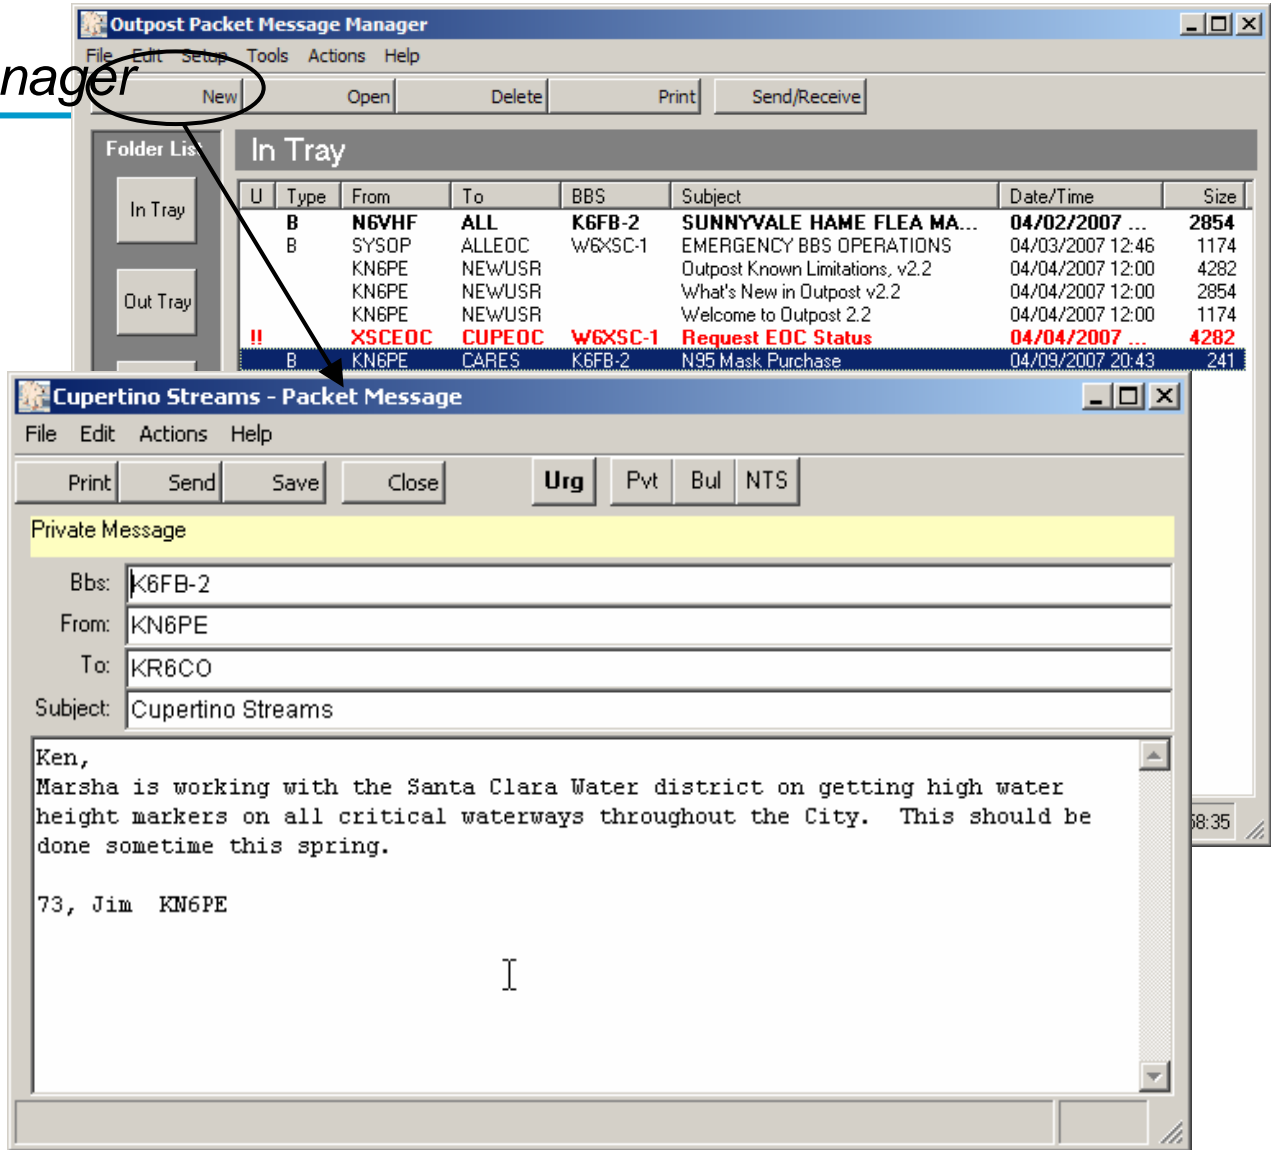 Outpost Packet Message Manager
File Edit Setup Tools Actions Help
nager
New Open Delete Print Send/Receive
Folder List
In Tray
In Tray
Out Tray
U Type From To BBS Subject Date/Time Size
B N6VHF ALL K6FB-2 SUNNYVALE HAME FLEA MA... 04/02/2007 ... 2854
B SYSOP ALLEOC W6XSC-1 EMERGENCY BBS OPERATIONS 04/03/2007 12:46 1174
KN6PE NEWUSR Outpost Known Limitations, v2.2 04/04/2007 12:00 4282
KN6PE NEWUSR What's New in Outpost v2.2 04/04/2007 12:00 2854
KN6PE NEWUSR Welcome to Outpost 2.2 04/04/2007 12:00 1174
!! XSCEOC CUPEOC W6XSC-1 Request EOC Status 04/04/2007 ... 4282
B KN6PE CARES K6FB-2 N95 Mask Purchase 04/09/2007 20:43 241
Cupertino Streams - Packet Message
File Edit Actions Help
Print Send Save Close Urg Pvt Bul NTS
Private Message
Bbs: K6FB-2
From: KN6PE
To: KR6CO
Subject: Cupertino Streams
Ken,
Marsha is working with the Santa Clara Water district on getting high water
height markers on all critical waterways throughout the City. This should be
done sometime this spring.
73, Jim KN6PE
58:35